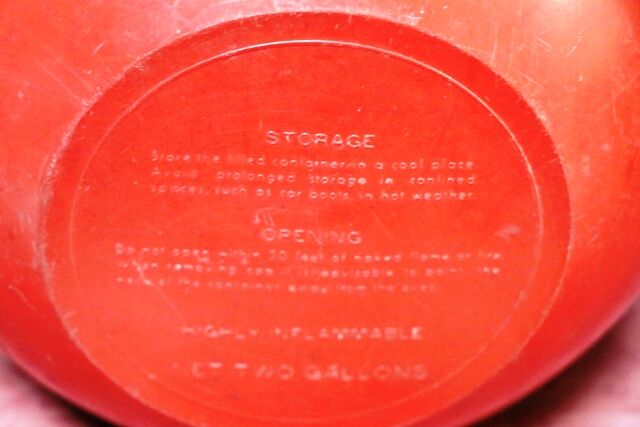 STORAGE
Store the filled container in a cool place
Avoid prolonged storage in confined
spaces, such as car boots, in hot weather.
OPENING
Do not open within 20 feet of naked flame or fire
When removing cap it is advisable to point the
neck of the container away from the eyes
HIGHLY INFLAMMABLE
NET TWO GALLONS